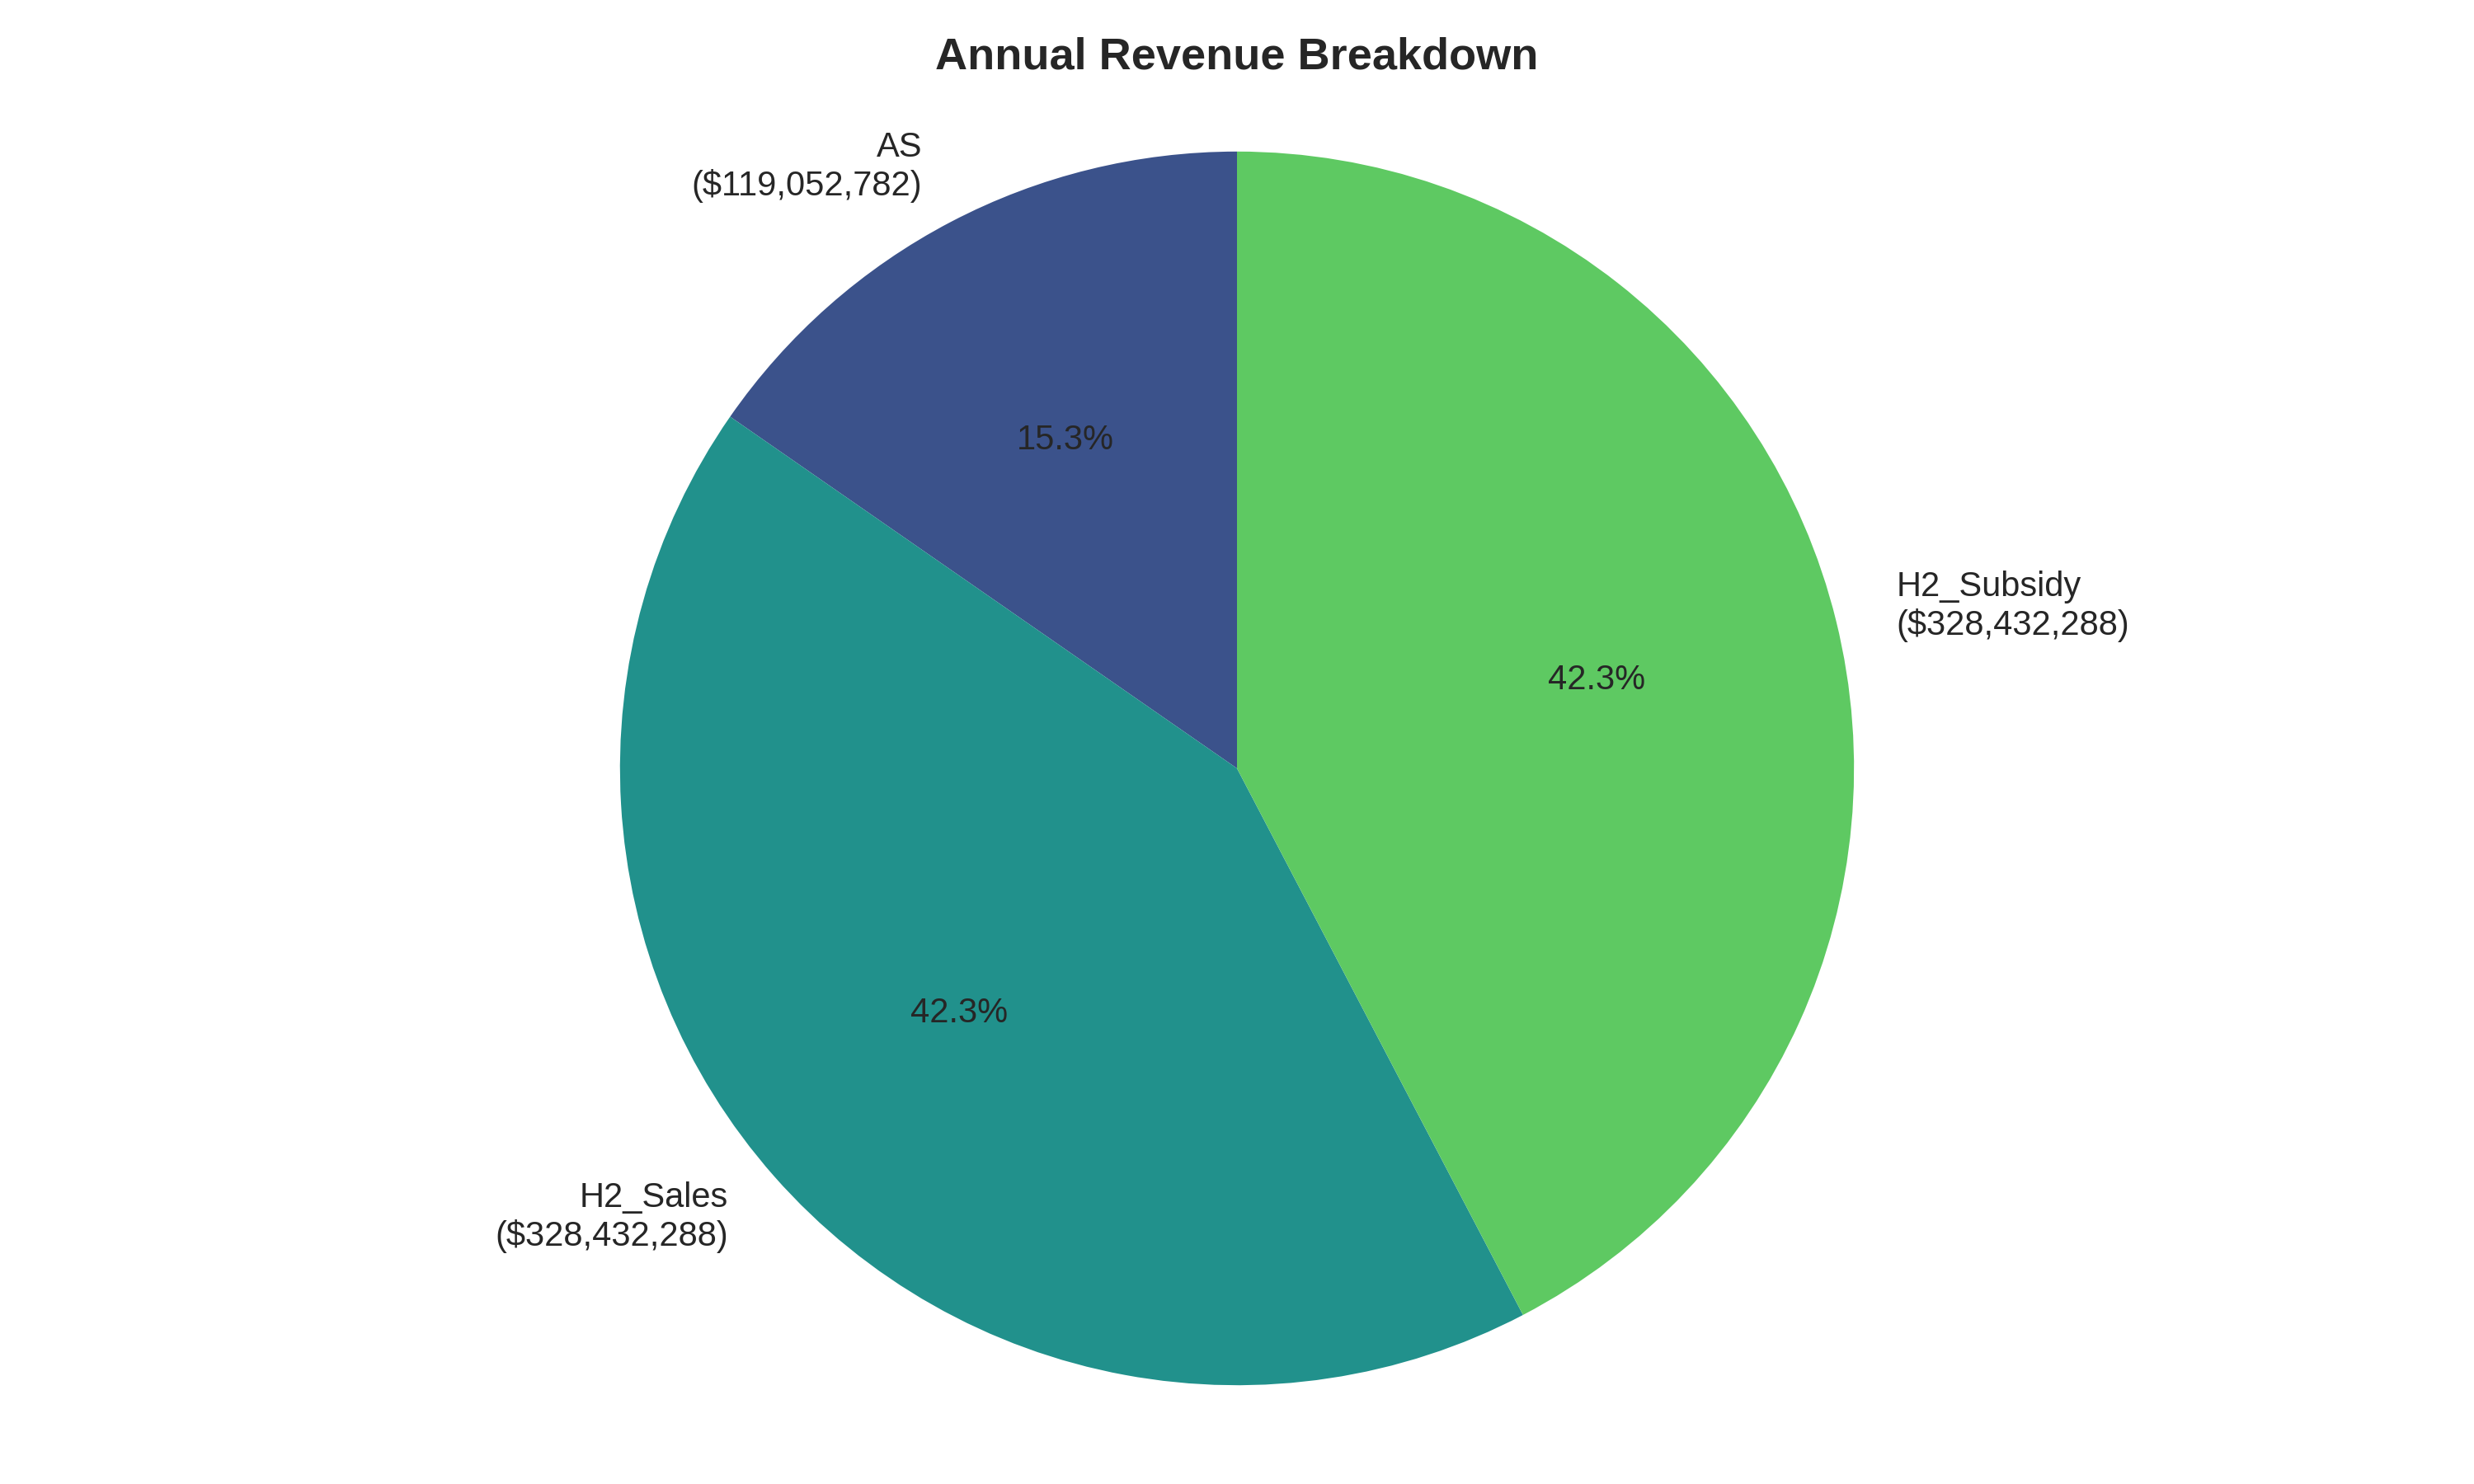 Annual Revenue Breakdown
AS
($119,052,782)
15.3%
H2_Subsidy
($328,432,288)
42.3%
42.3%
H2_Sales
($328,432,288)